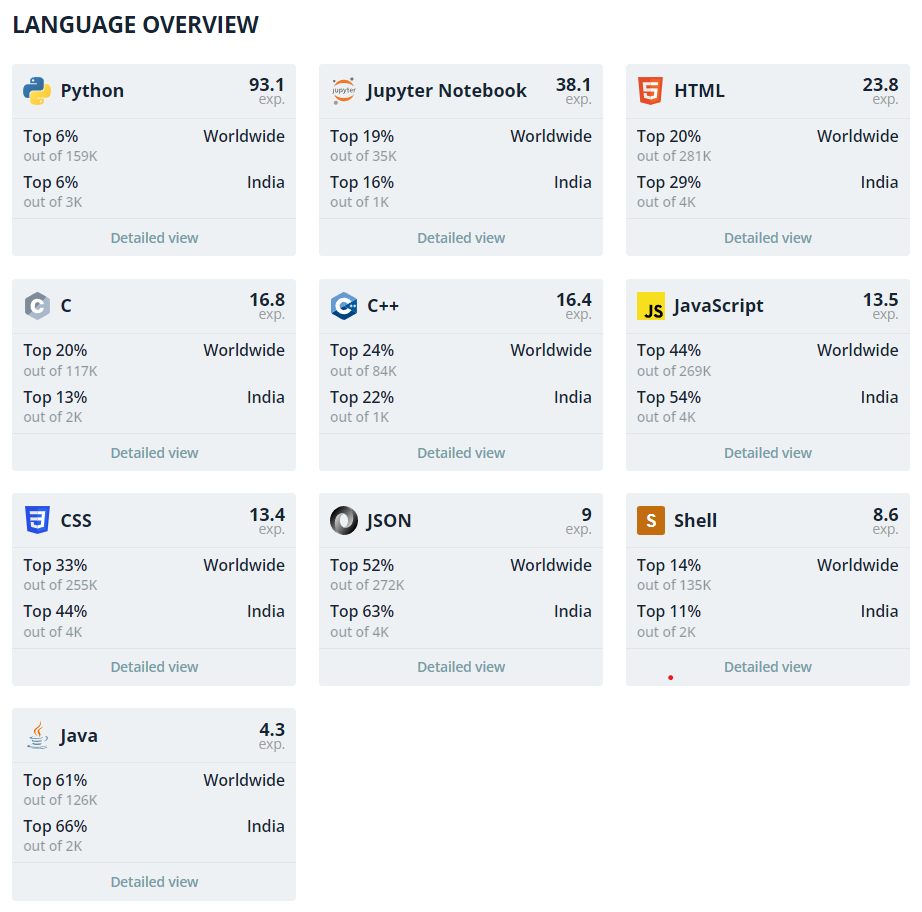 LANGUAGE OVERVIEW
Python 93.1
exp.
Top 6% Worldwide
out of 159K
Top 6% India
out of 3K
Detailed view
jupyter Jupyter Notebook 38.1
exp.
Top 19% Worldwide
out of 35K
Top 16% India
out of 1K
Detailed view
5 HTML 23.8
exp.
Top 20% Worldwide
out of 281K
Top 29% India
out of 4K
Detailed view
C C 16.8
exp.
Top 20% Worldwide
out of 117K
Top 13% India
out of 2K
Detailed view
C++ C++ 16.4
exp.
Top 24% Worldwide
out of 84K
Top 22% India
out of 1K
Detailed view
JS JavaScript 13.5
exp.
Top 44% Worldwide
out of 269K
Top 54% India
out of 4K
Detailed view
3 CSS 13.4
exp.
Top 33% Worldwide
out of 255K
Top 44% India
out of 4K
Detailed view
JSON 9
exp.
Top 52% Worldwide
out of 272K
Top 63% India
out of 4K
Detailed view
S Shell 8.6
exp.
Top 14% Worldwide
out of 135K
Top 11% India
out of 2K
Detailed view
Java 4.3
exp.
Top 61% Worldwide
out of 126K
Top 66% India
out of 2K
Detailed view